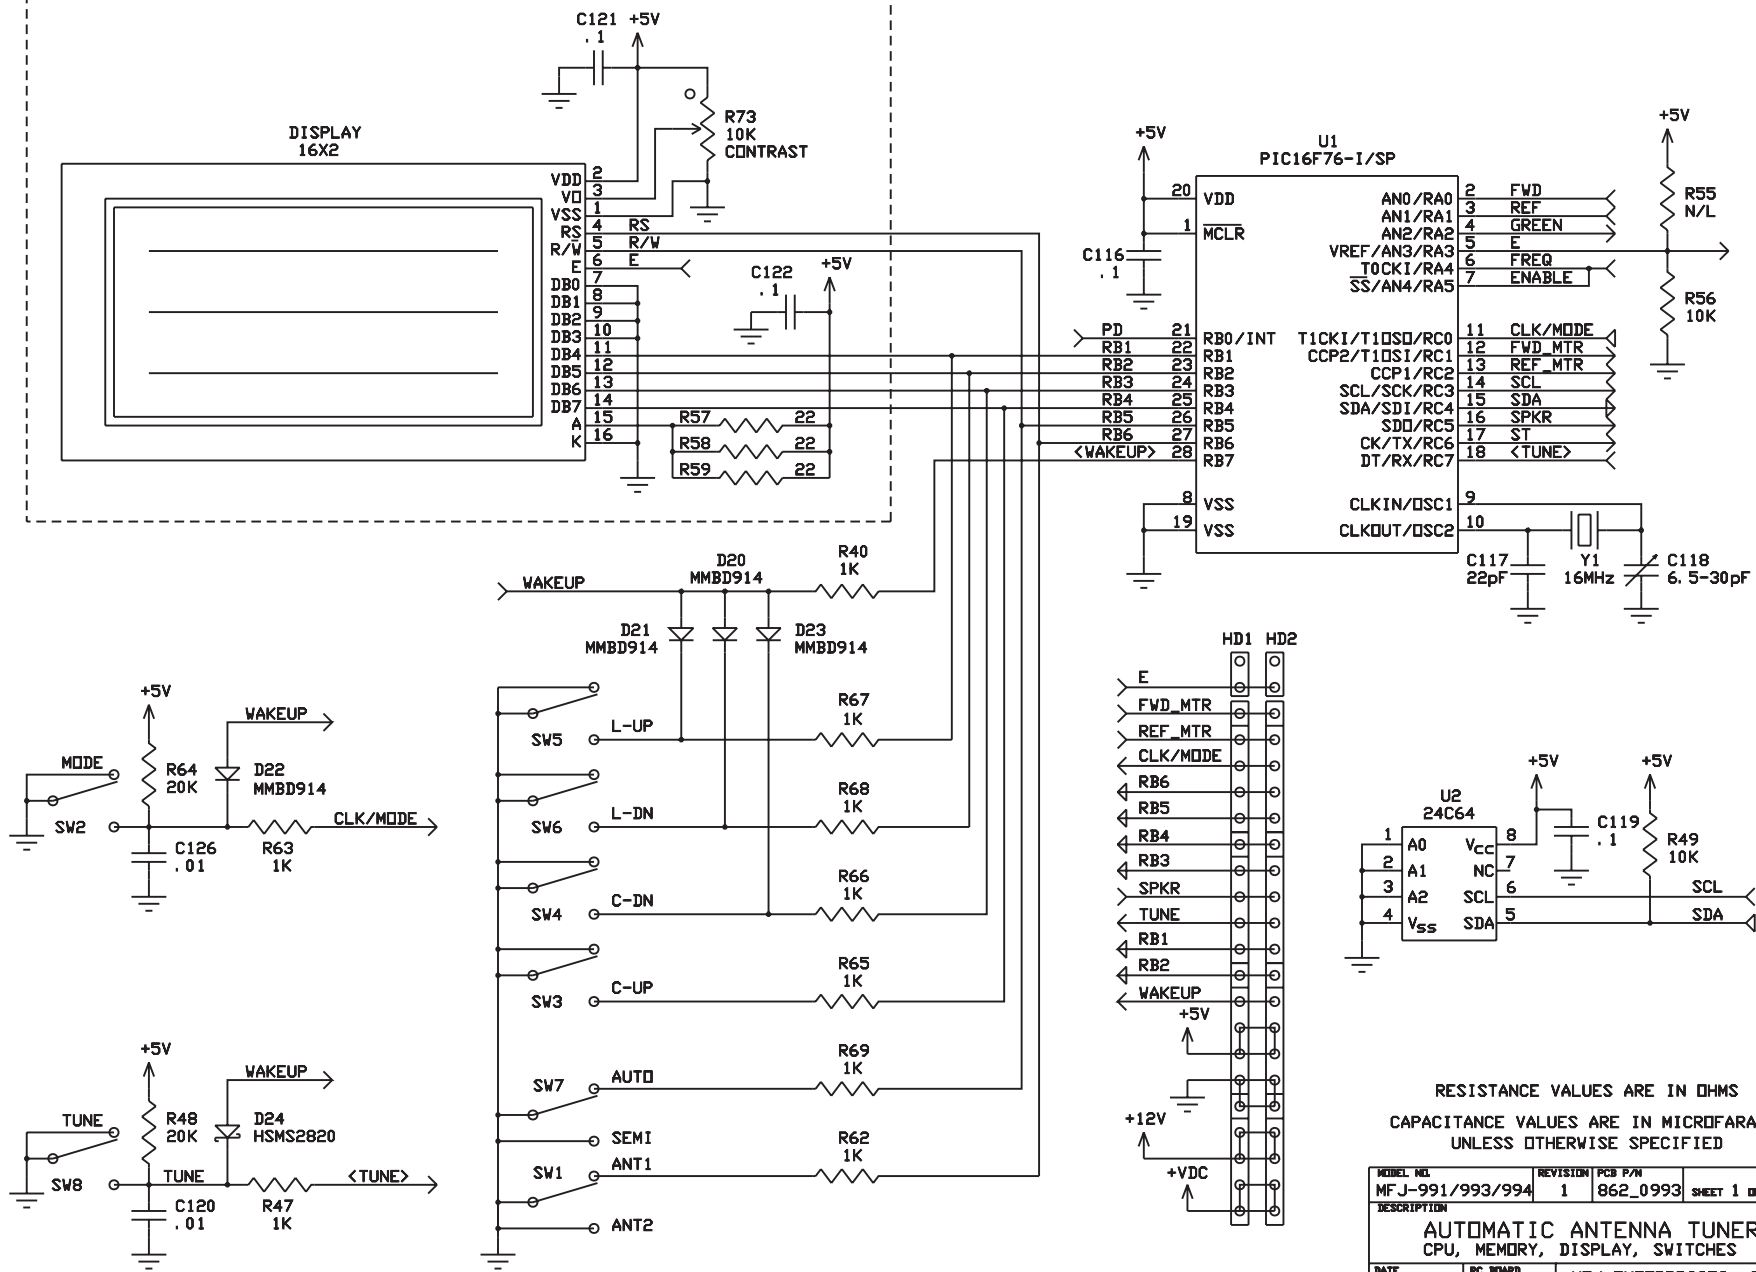 C121 +5V
.1
R73
10K
CONTRAST
DISPLAY
16X2
VDD 2
VO 3
VSS 1
RS 4 RS
R/W 5 R/W
E 6 E
DB0 7
DB1 8
DB2 9
DB3 10
DB4 11
DB5 12
DB6 13
DB7 14
A 15
K 16
C122 +5V
.1
R57 22
R58 22
R59 22
+5V
C116
.1
U1
PIC16F76-I/SP
20 VDD
1 MCLR
PD 21 RB0/INT
RB1 22 RB1
RB2 23 RB2
RB3 24 RB3
RB4 25 RB4
RB5 26 RB5
RB6 27 RB6
<WAKEUP> 28 RB7
8 VSS
19 VSS
AN0/RA0 2 FWD
AN1/RA1 3 REF
AN2/RA2 4 GREEN
VREF/AN3/RA3 5 E
TOCKI/RA4 6 FREQ
SS/AN4/RA5 7 ENABLE
T1CKI/T1OSO/RC0 11 CLK/MODE
CCP2/T1OSI/RC1 12 FWD_MTR
CCP1/RC2 13 REF_MTR
SCL/SCK/RC3 14 SCL
SDA/SDI/RC4 15 SDA
SDO/RC5 16 SPKR
CK/TX/RC6 17 ST
DT/RX/RC7 18 <TUNE>
CLKIN/OSC1 9
CLKOUT/OSC2 10
+5V
R55
N/L
R56
10K
C117
22pF
Y1
16MHz
C118
6.5-30pF
WAKEUP
D20
MMBD914
R40
1K
D21
MMBD914
D23
MMBD914
+5V
WAKEUP
MODE
R64
20K
D22
MMBD914
SW2
CLK/MODE
C126
.01
R63
1K
SW5
L-UP
R67
1K
SW6
L-DN
R68
1K
SW4
C-DN
R66
1K
SW3
C-UP
R65
1K
SW7
AUTO
R69
1K
SEMI
SW1
ANT1
R62
1K
ANT2
+5V
WAKEUP
TUNE
R48
20K
D24
HSMS2820
SW8
TUNE
<TUNE>
C120
.01
R47
1K
HD1 HD2
E
FWD_MTR
REF_MTR
CLK/MODE
RB6
RB5
RB4
RB3
SPKR
TUNE
RB1
RB2
WAKEUP
+5V
+12V
+VDC
+5V +5V
U2
24C64
1 A0
2 A1
3 A2
4 VSS
VCC 8
NC 7
SCL 6
SDA 5
C119
.1
R49
10K
SCL
SDA
RESISTANCE VALUES ARE IN OHMS
CAPACITANCE VALUES ARE IN MICROFARA
UNLESS OTHERWISE SPECIFIED
MODEL NO. REVISION PCB P/N
MFJ-991/993/994 1 862_0993 SHEET 1
DESCRIPTION
AUTOMATIC ANTENNA TUNER
CPU, MEMORY, DISPLAY, SWITCHES
DATE PC BOARD